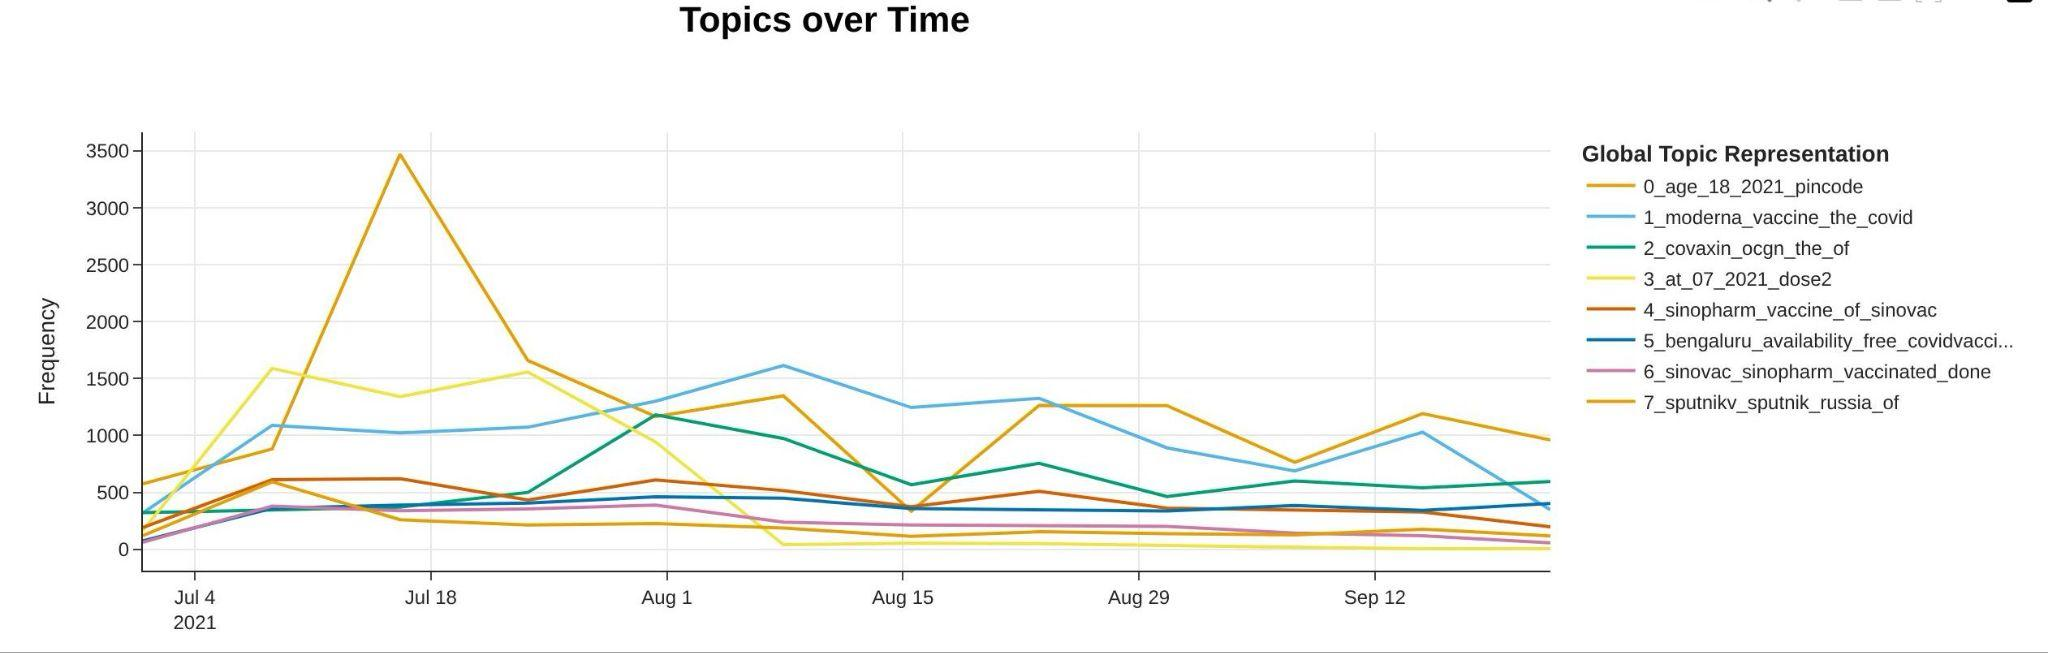 Topics over Time
Frequency
3500
3000
2500
2000
1500
1000
500
0
Jul 4
2021
Jul 18
Aug 1
Aug 15
Aug 29
Sep 12
Global Topic Representation
0_age_18_2021_pincode
1_moderna_vaccine_the_covid
2_covaxin_ocgn_the_of
3_at_07_2021_dose2
4_sinopharm_vaccine_of_sinovac
5_bengaluru_availability_free_covidvacci...
6_sinovac_sinopharm_vaccinated_done
7_sputnikv_sputnik_russia_of